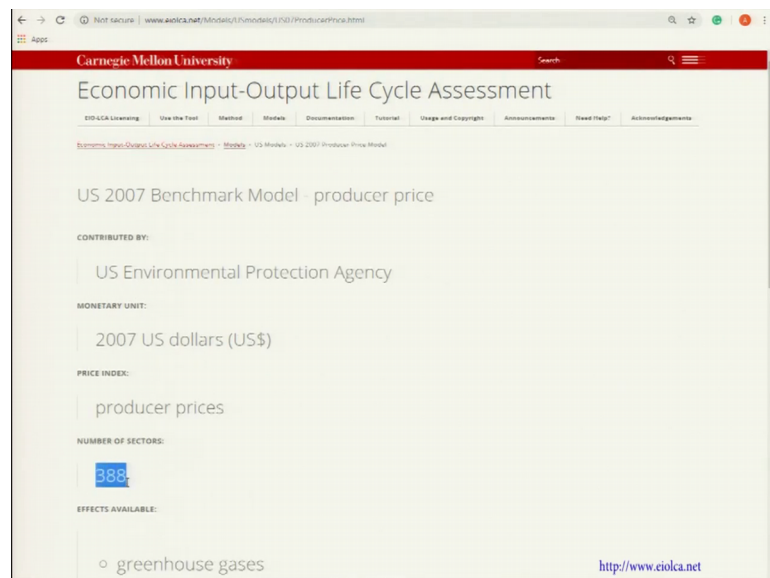 Not secure | www.eiolca.net/Models/USmodels/US07ProducerPrice.html
Apps
Carnegie Mellon University
Search
Economic Input-Output Life Cycle Assessment
EIO-LCA Licensing Use the Tool Method Models Documentation Tutorial Usage and Copyright Announcements Need Help? Acknowledgements
Economic Input-Output Life Cycle Assessment › Models › US Models › US 2007 Producer Price Model
US 2007 Benchmark Model - producer price
CONTRIBUTED BY:
US Environmental Protection Agency
MONETARY UNIT:
2007 US dollars (US$)
PRICE INDEX:
producer prices
NUMBER OF SECTORS:
388
EFFECTS AVAILABLE:
greenhouse gases
http://www.eiolca.net